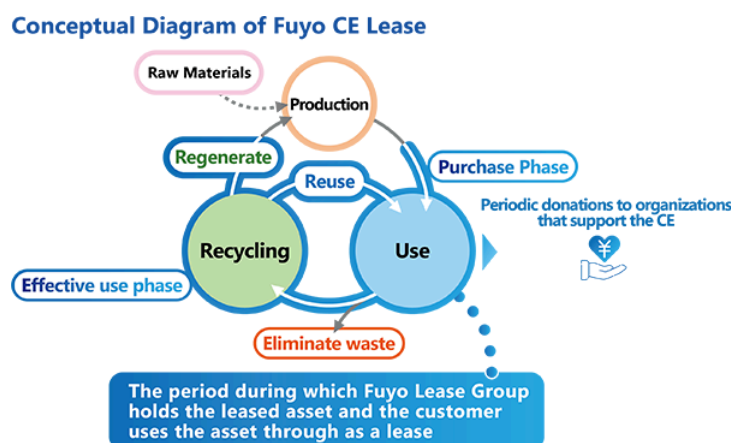 Conceptual Diagram of Fuyo CE Lease
Raw Materials
Production
Regenerate
Reuse
Purchase Phase
Periodic donations to organizations
that support the CE
¥
Recycling
Use
Effective use phase
Eliminate waste
The period during which Fuyo Lease Group
holds the leased asset and the customer
uses the asset through as a lease